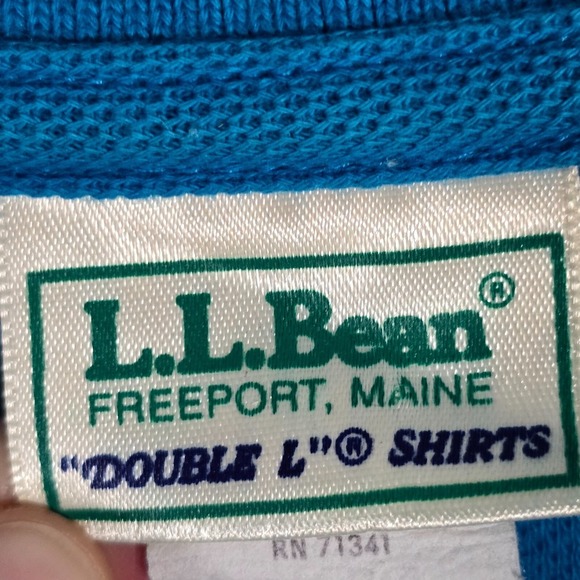 L.L.Bean®
FREEPORT, MAINE
"DOUBLE L"® SHIRTS
RN 71341